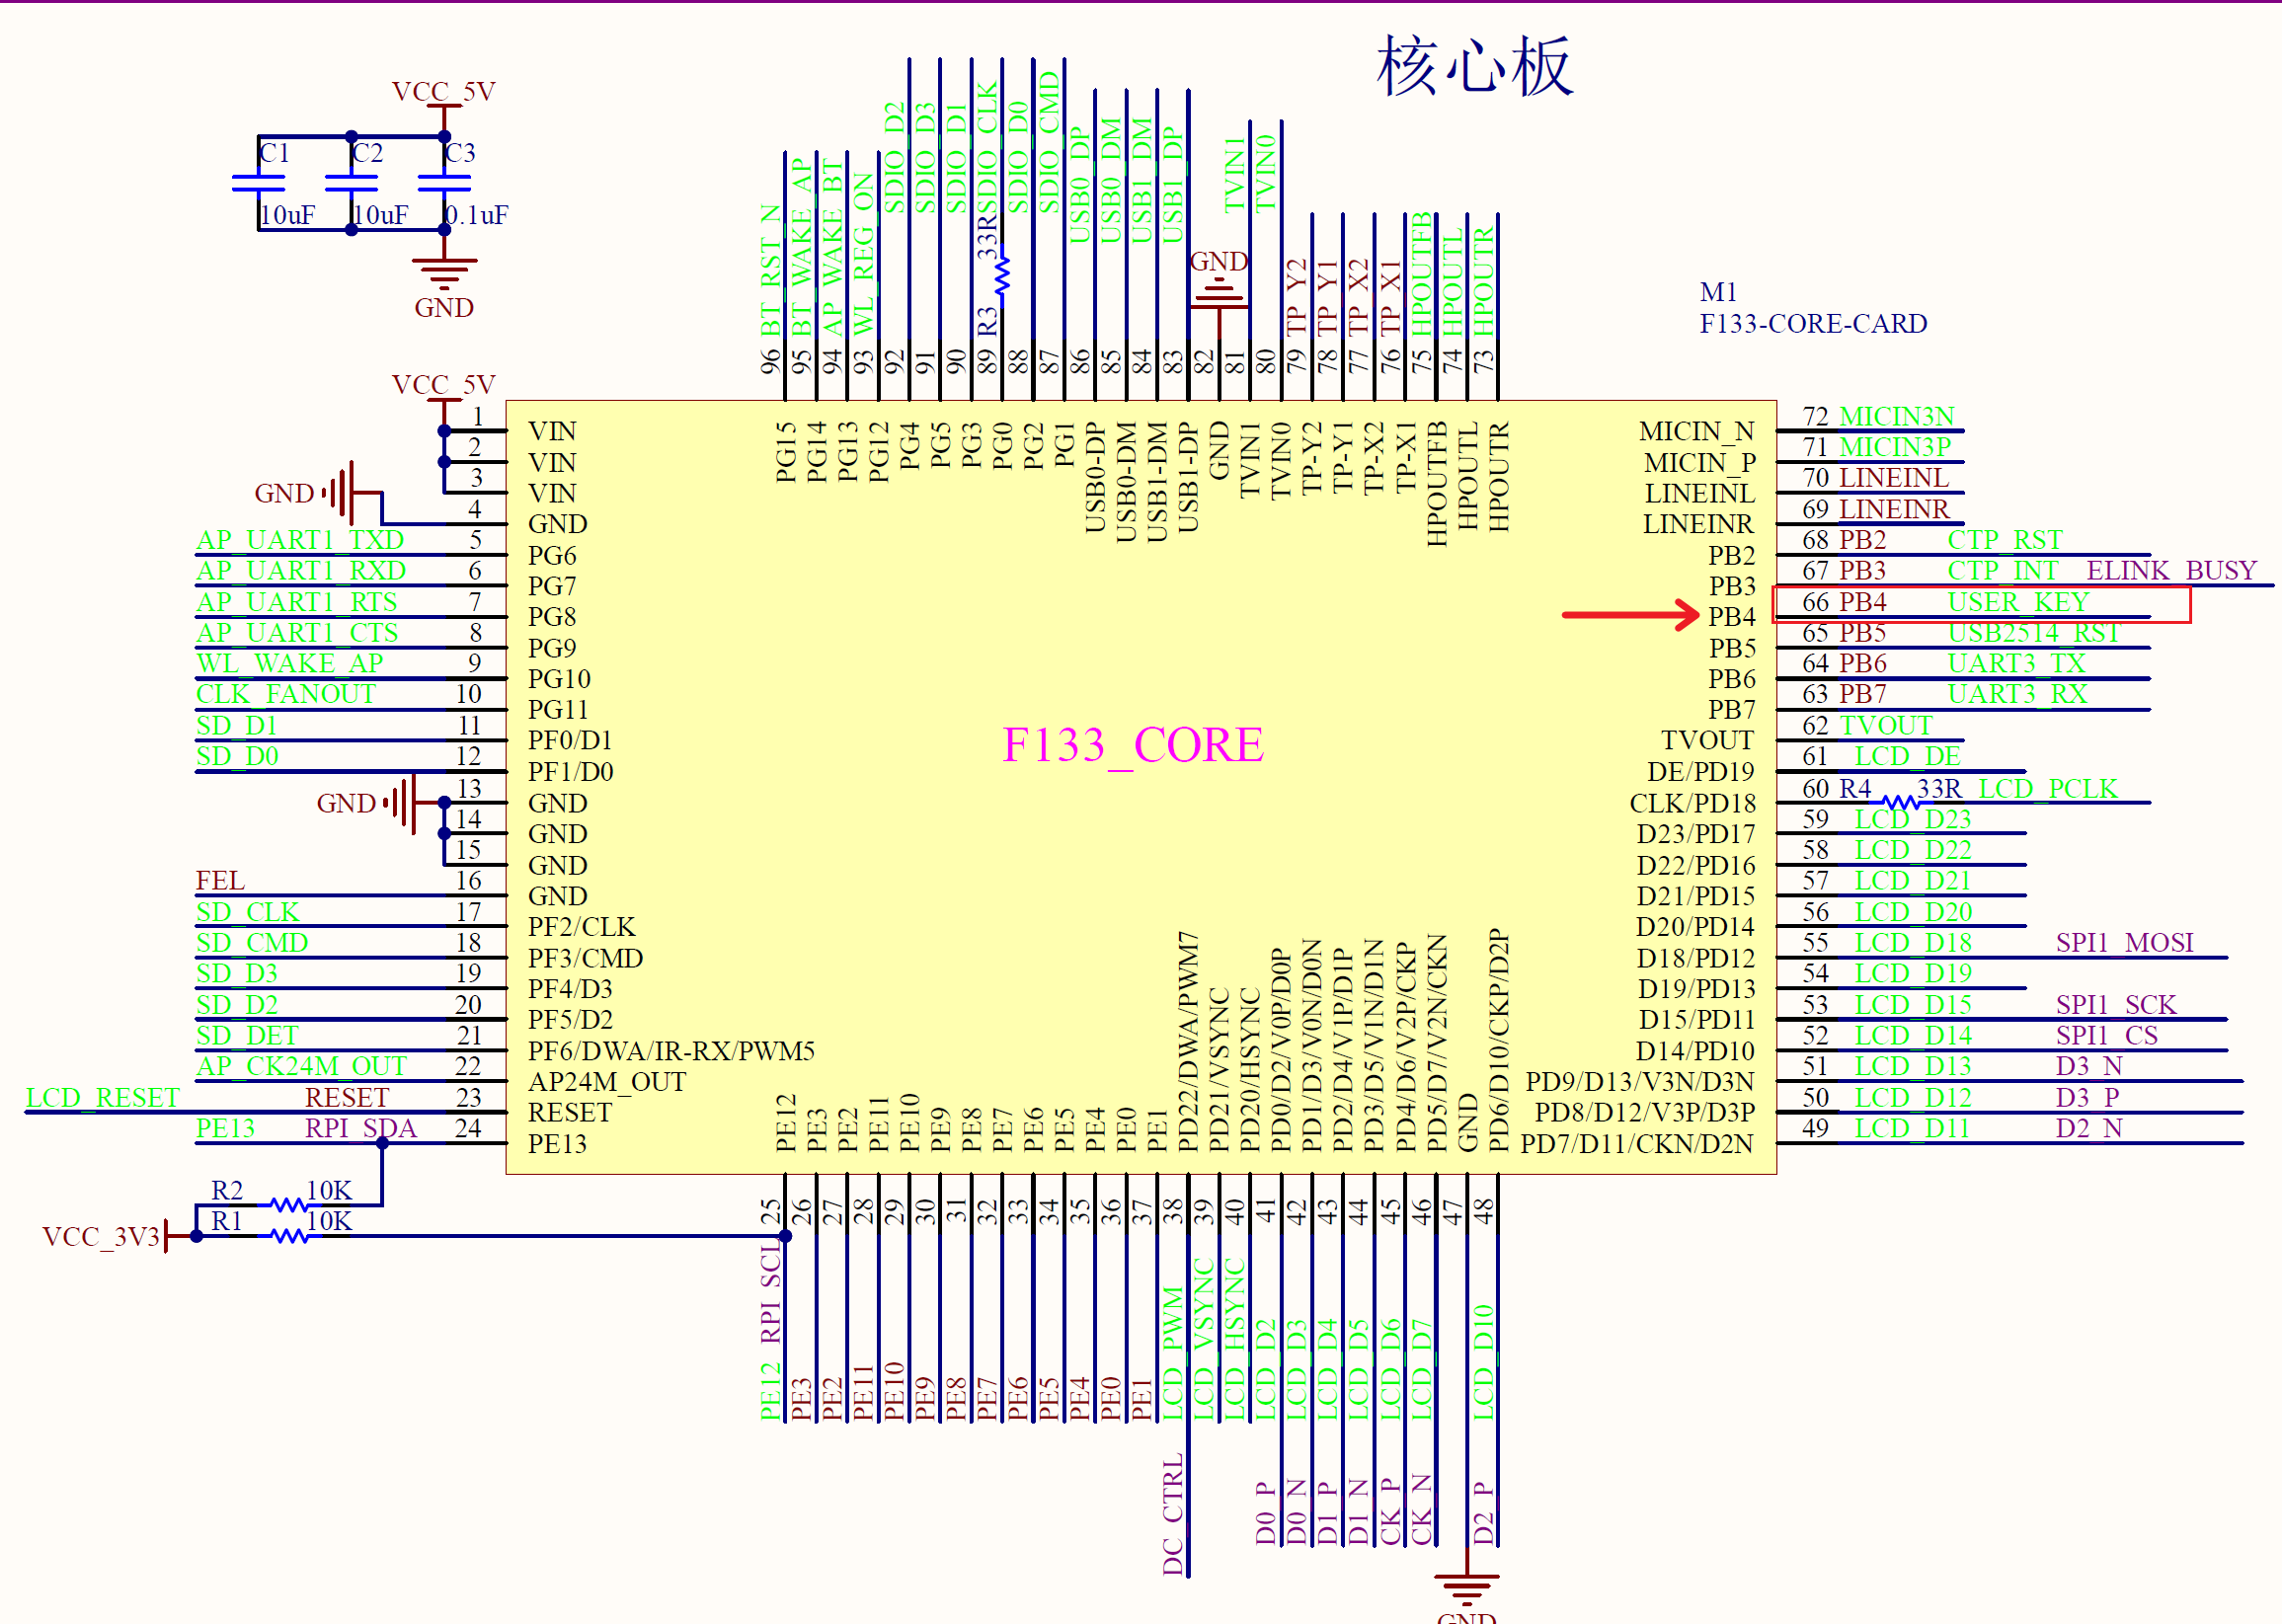 核心板
VCC_5V
C1 C2 C3
10uF 10uF 0.1uF
GND
M1
F133-CORE-CARD
BT_RST_N
BT_WAKE_AP
AP_WAKE_BT
WL_REG_ON
SDIO_D2
SDIO_D3
SDIO_D1
SDIO_CLK
R3 33R
SDIO_D0
SDIO_CMD
USB0_DP
USB0_DM
USB1_DM
USB1_DP
GND
TVIN1
TVIN0
TP_Y2
TP_Y1
TP_X2
TP_X1
HPOUTFB
HPOUTL
HPOUTR
96 95 94 93 92 91 90 89 88 87 86 85 84 83 82 81 80 79 78 77 76 75 74 73
PG15 PG14 PG13 PG12 PG4 PG5 PG3 PG0 PG2 PG1 USB0-DP USB0-DM USB1-DM USB1-DP GND TVIN1 TVIN0 TP-Y2 TP-Y1 TP-X2 TP-X1 HPOUTFB HPOUTL HPOUTR
VCC_5V
1 VIN
2 VIN
3 VIN
GND 4 GND
AP_UART1_TXD 5 PG6
AP_UART1_RXD 6 PG7
AP_UART1_RTS 7 PG8
AP_UART1_CTS 8 PG9
WL_WAKE_AP 9 PG10
CLK_FANOUT 10 PG11
SD_D1 11 PF0/D1
SD_D0 12 PF1/D0
GND 13 GND
14 GND
15 GND
FEL 16 GND
SD_CLK 17 PF2/CLK
SD_CMD 18 PF3/CMD
SD_D3 19 PF4/D3
SD_D2 20 PF5/D2
SD_DET 21 PF6/DWA/IR-RX/PWM5
AP_CK24M_OUT 22 AP24M_OUT
LCD_RESET RESET 23 RESET
PE13 RPI_SDA 24 PE13
R2 10K
R1 10K
VCC_3V3
F133_CORE
MICIN_N 72 MICIN3N
MICIN_P 71 MICIN3P
LINEINL 70 LINEINL
LINEINR 69 LINEINR
PB2 68 PB2 CTP_RST
PB3 67 PB3 CTP_INT ELINK_BUSY
PB4 66 PB4 USER_KEY
PB5 65 PB5 USB2514_RST
PB6 64 PB6 UART3_TX
PB7 63 PB7 UART3_RX
TVOUT 62 TVOUT
DE/PD19 61 LCD_DE
CLK/PD18 60 R4 33R LCD_PCLK
D23/PD17 59 LCD_D23
D22/PD16 58 LCD_D22
D21/PD15 57 LCD_D21
D20/PD14 56 LCD_D20
D18/PD12 55 LCD_D18 SPI1_MOSI
D19/PD13 54 LCD_D19
D15/PD11 53 LCD_D15 SPI1_SCK
D14/PD10 52 LCD_D14 SPI1_CS
PD9/D13/V3N/D3N 51 LCD_D13 D3_N
PD8/D12/V3P/D3P 50 LCD_D12 D3_P
PD7/D11/CKN/D2N 49 LCD_D11 D2_N
PE12 PE3 PE2 PE11 PE10 PE9 PE8 PE7 PE6 PE5 PE4 PE0 PE1 PD22/DWA/PWM7 PD21/VSYNC PD20/HSYNC PD0/D2/V0P/D0P PD1/D3/V0N/D0N PD2/D4/V1P/D1P PD3/D5/V1N/D1N PD4/D6/V2P/CKP PD5/D7/V2N/CKN GND PD6/D10/CKP/D2P
25 26 27 28 29 30 31 32 33 34 35 36 37 38 39 40 41 42 43 44 45 46 47 48
PE12 RPI_SCL
PE3
PE2
PE11
PE10
PE9
PE8
PE7
PE6
PE5
PE4
PE0
PE1
DC_CTRL LCD_PWM
LCD_VSYNC
LCD_HSYNC
D0_P LCD_D2
D0_N LCD_D3
D1_P LCD_D4
D1_N LCD_D5
CK_P LCD_D6
CK_N LCD_D7
D2_P LCD_D10
GND